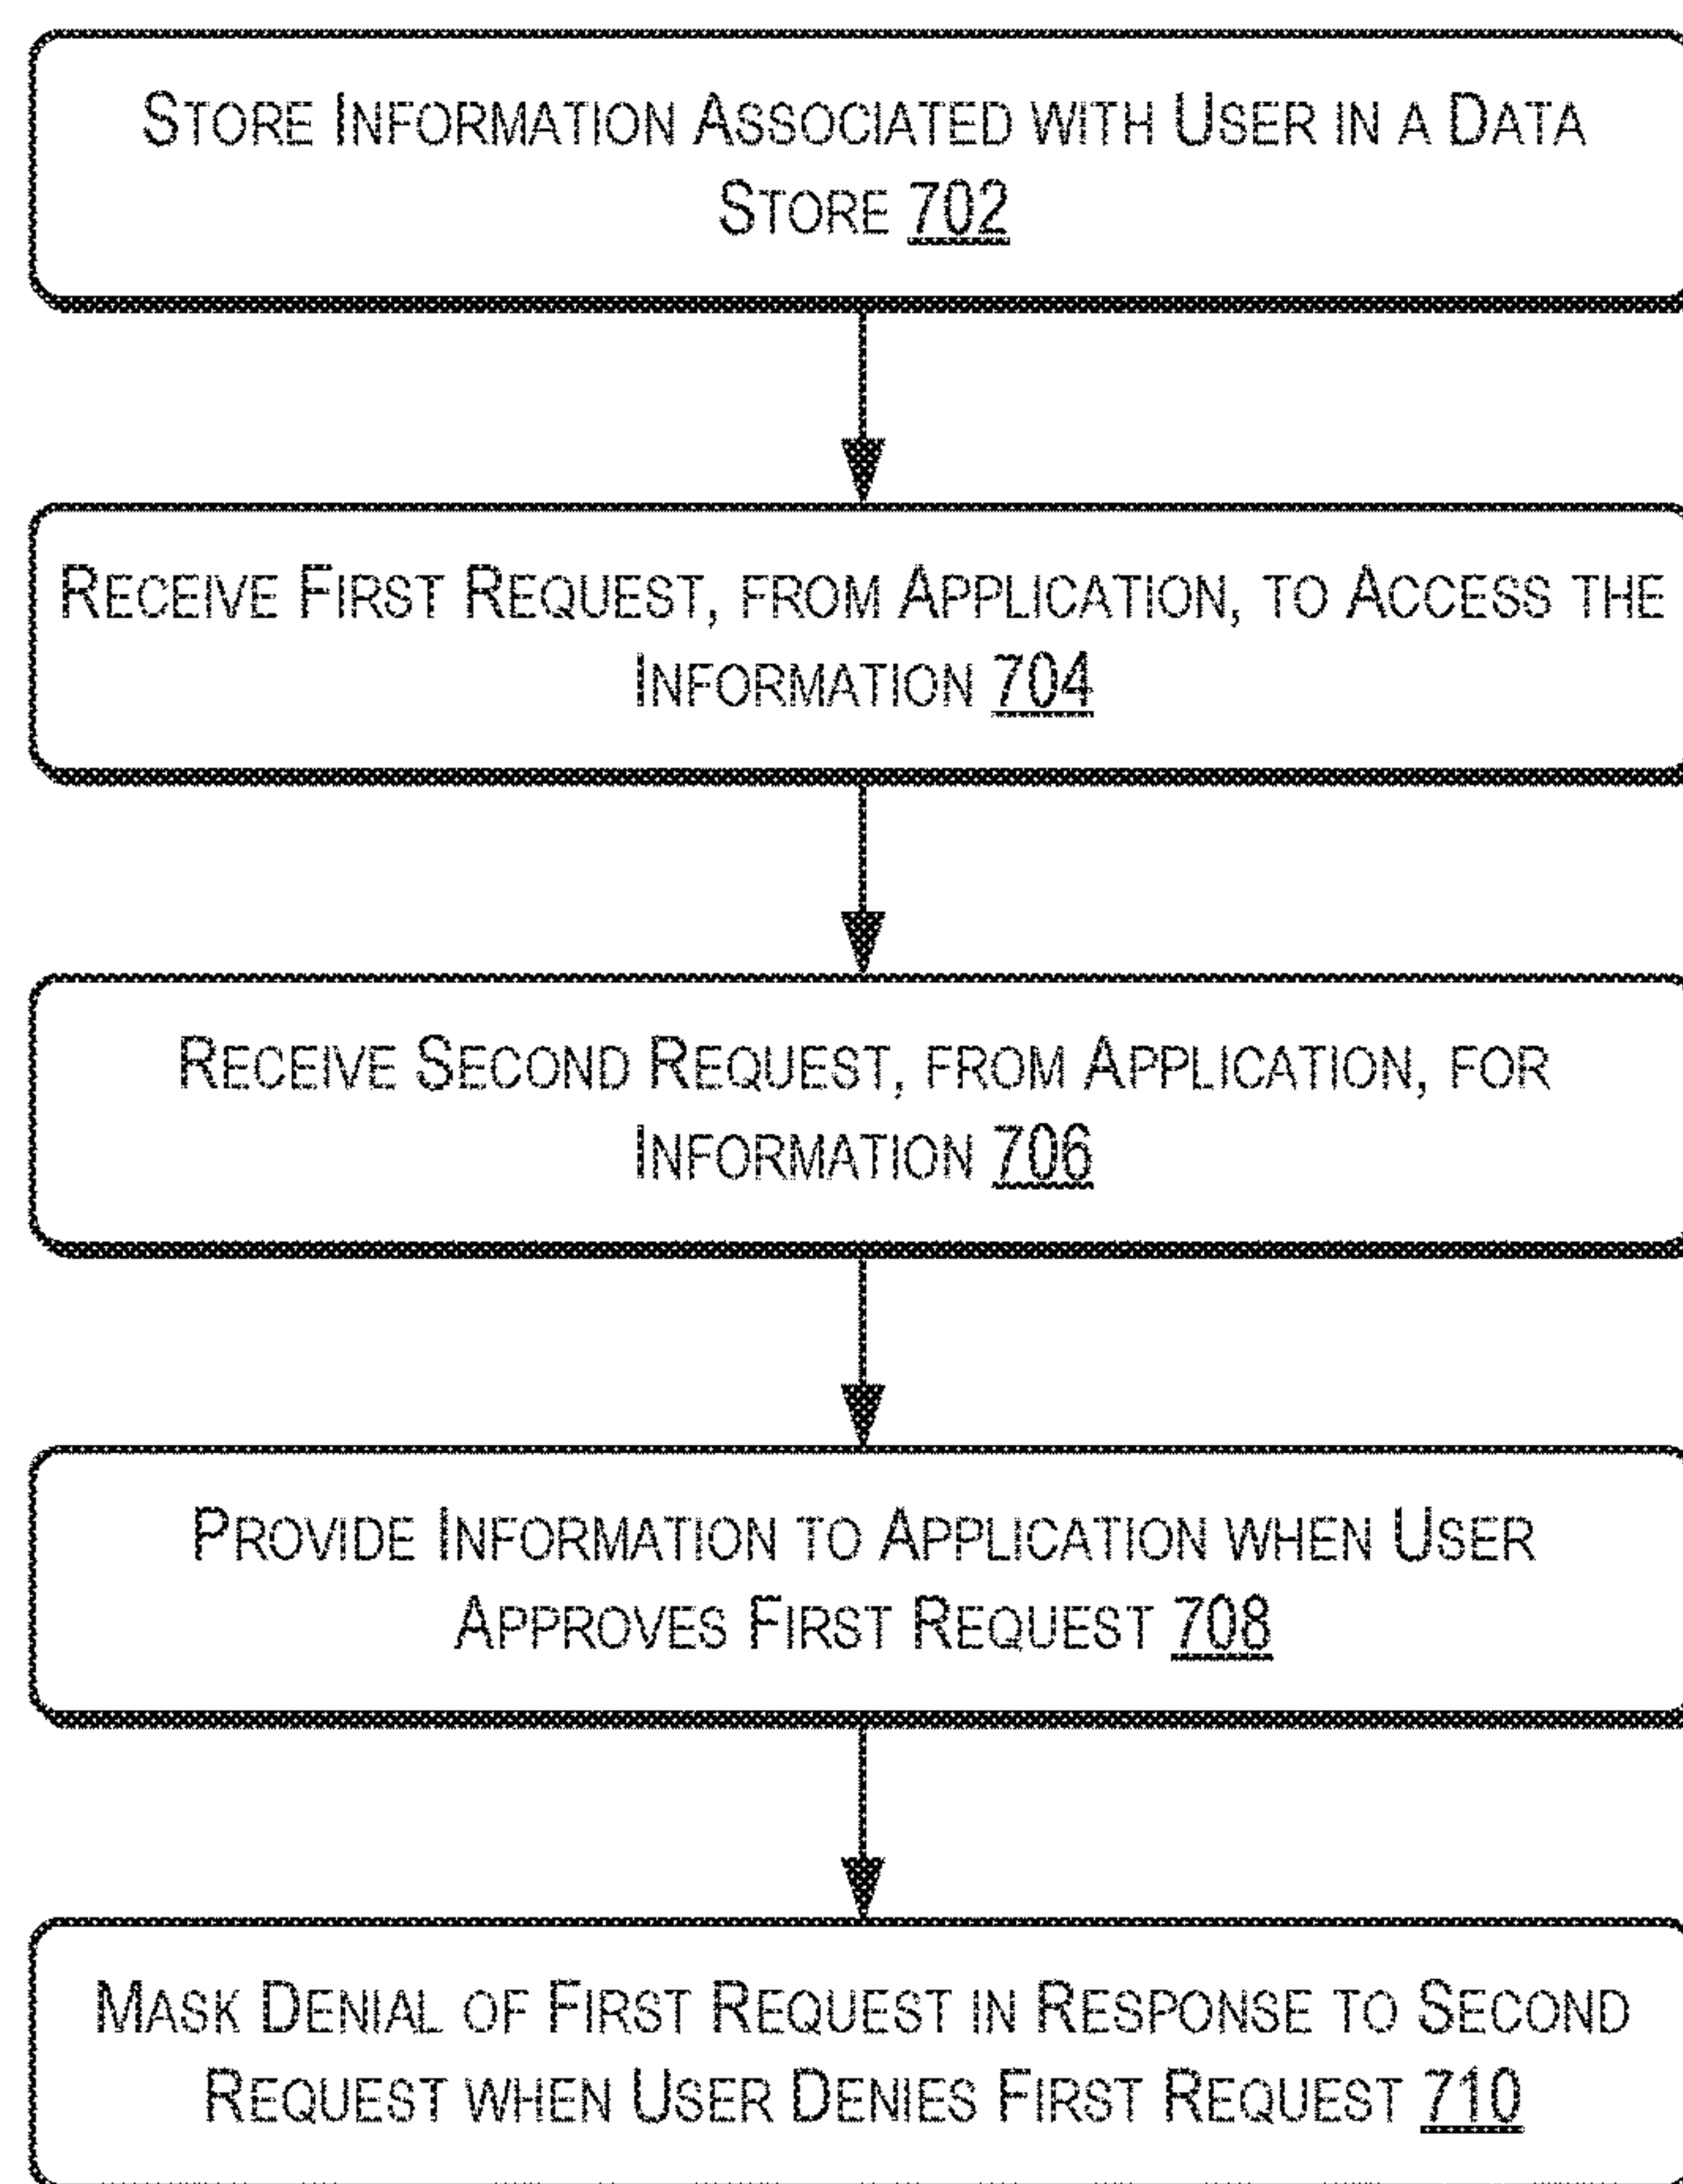 Store Information Associated with User in a Data
Store 702
Receive First Request, from Application, to Access the
Information 704
Receive Second Request, from Application, for
Information 706
Provide Information to Application when User
Approves First Request 708
Mask Denial of First Request in Response to Second
Request when User Denies First Request 710